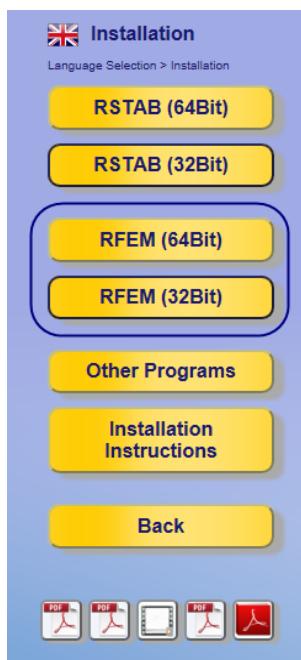 Installation
Language Selection > Installation
RSTAB (64Bit)
RSTAB (32Bit)
RFEM (64Bit)
RFEM (32Bit)
Other Programs
Installation
Instructions
Back
PDF PDF PDF